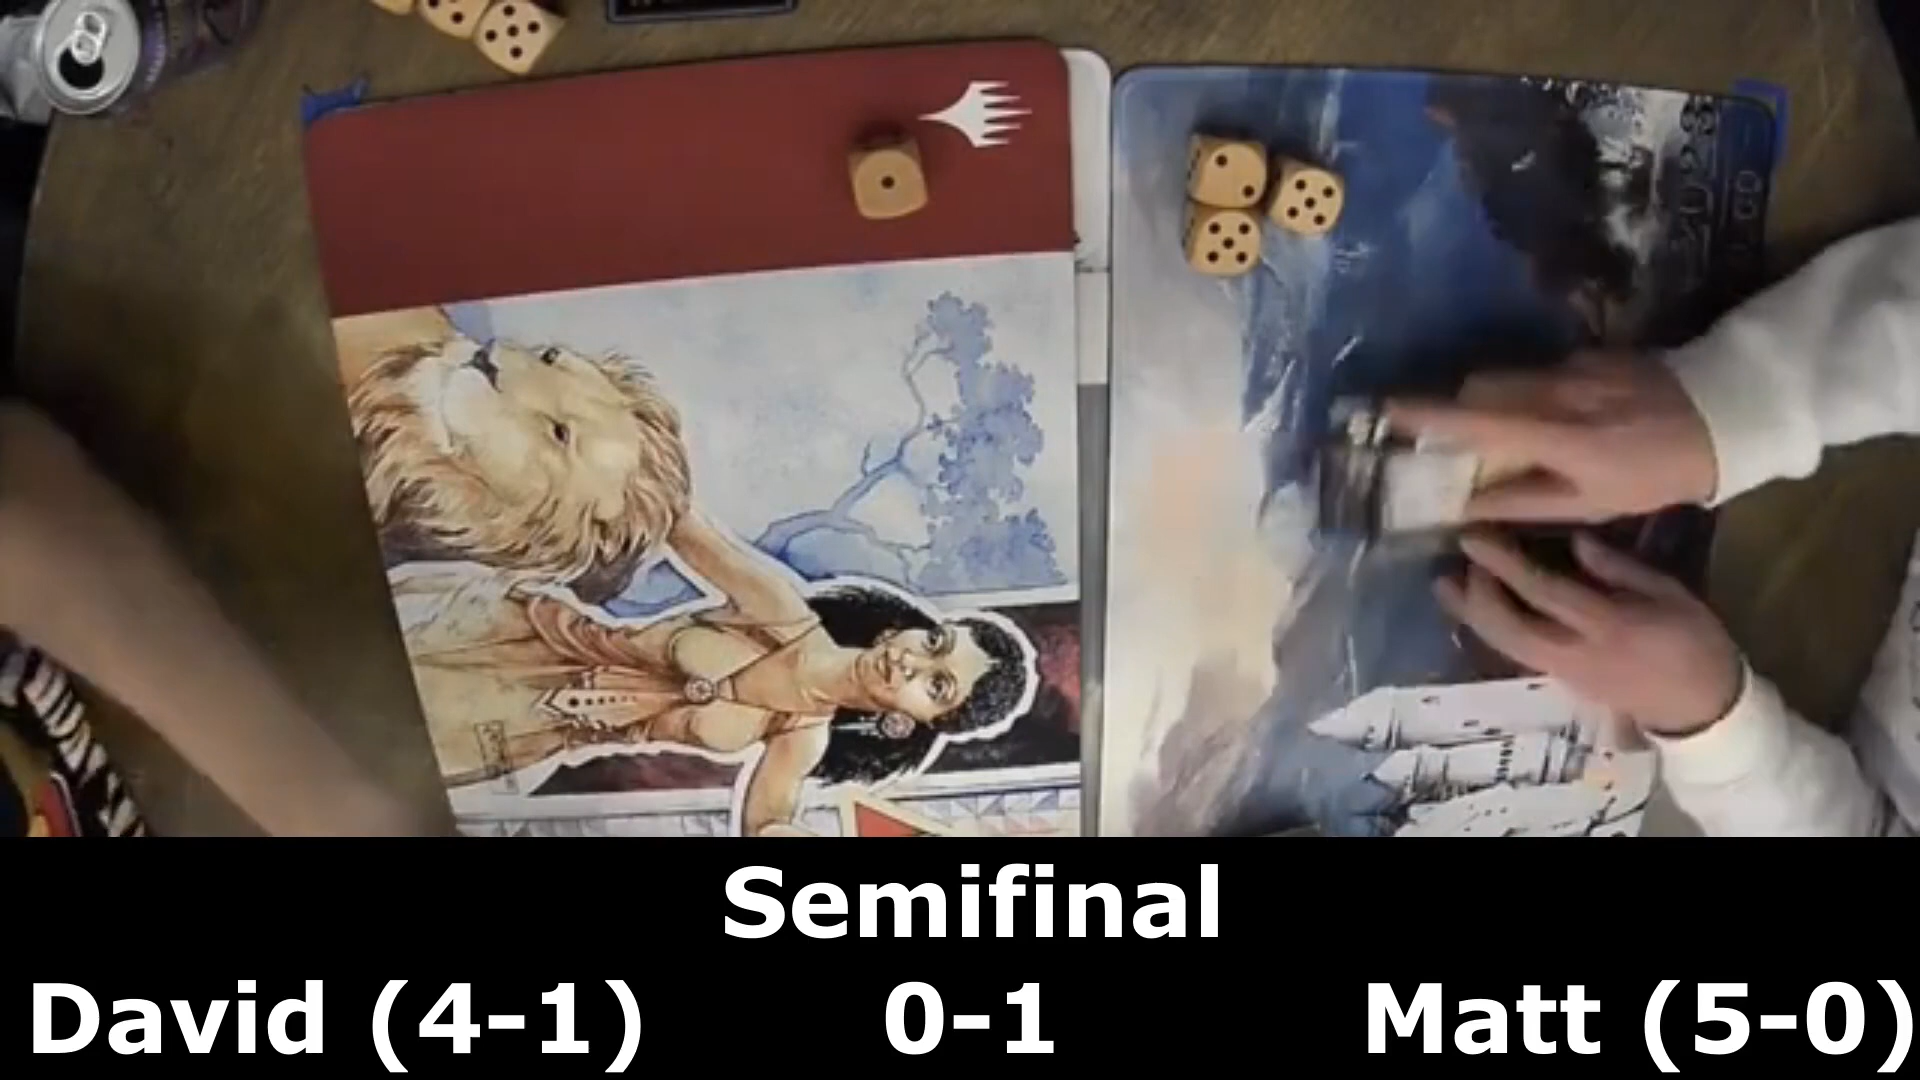 Semifinal
David (4-1) 0-1 Matt (5-0)